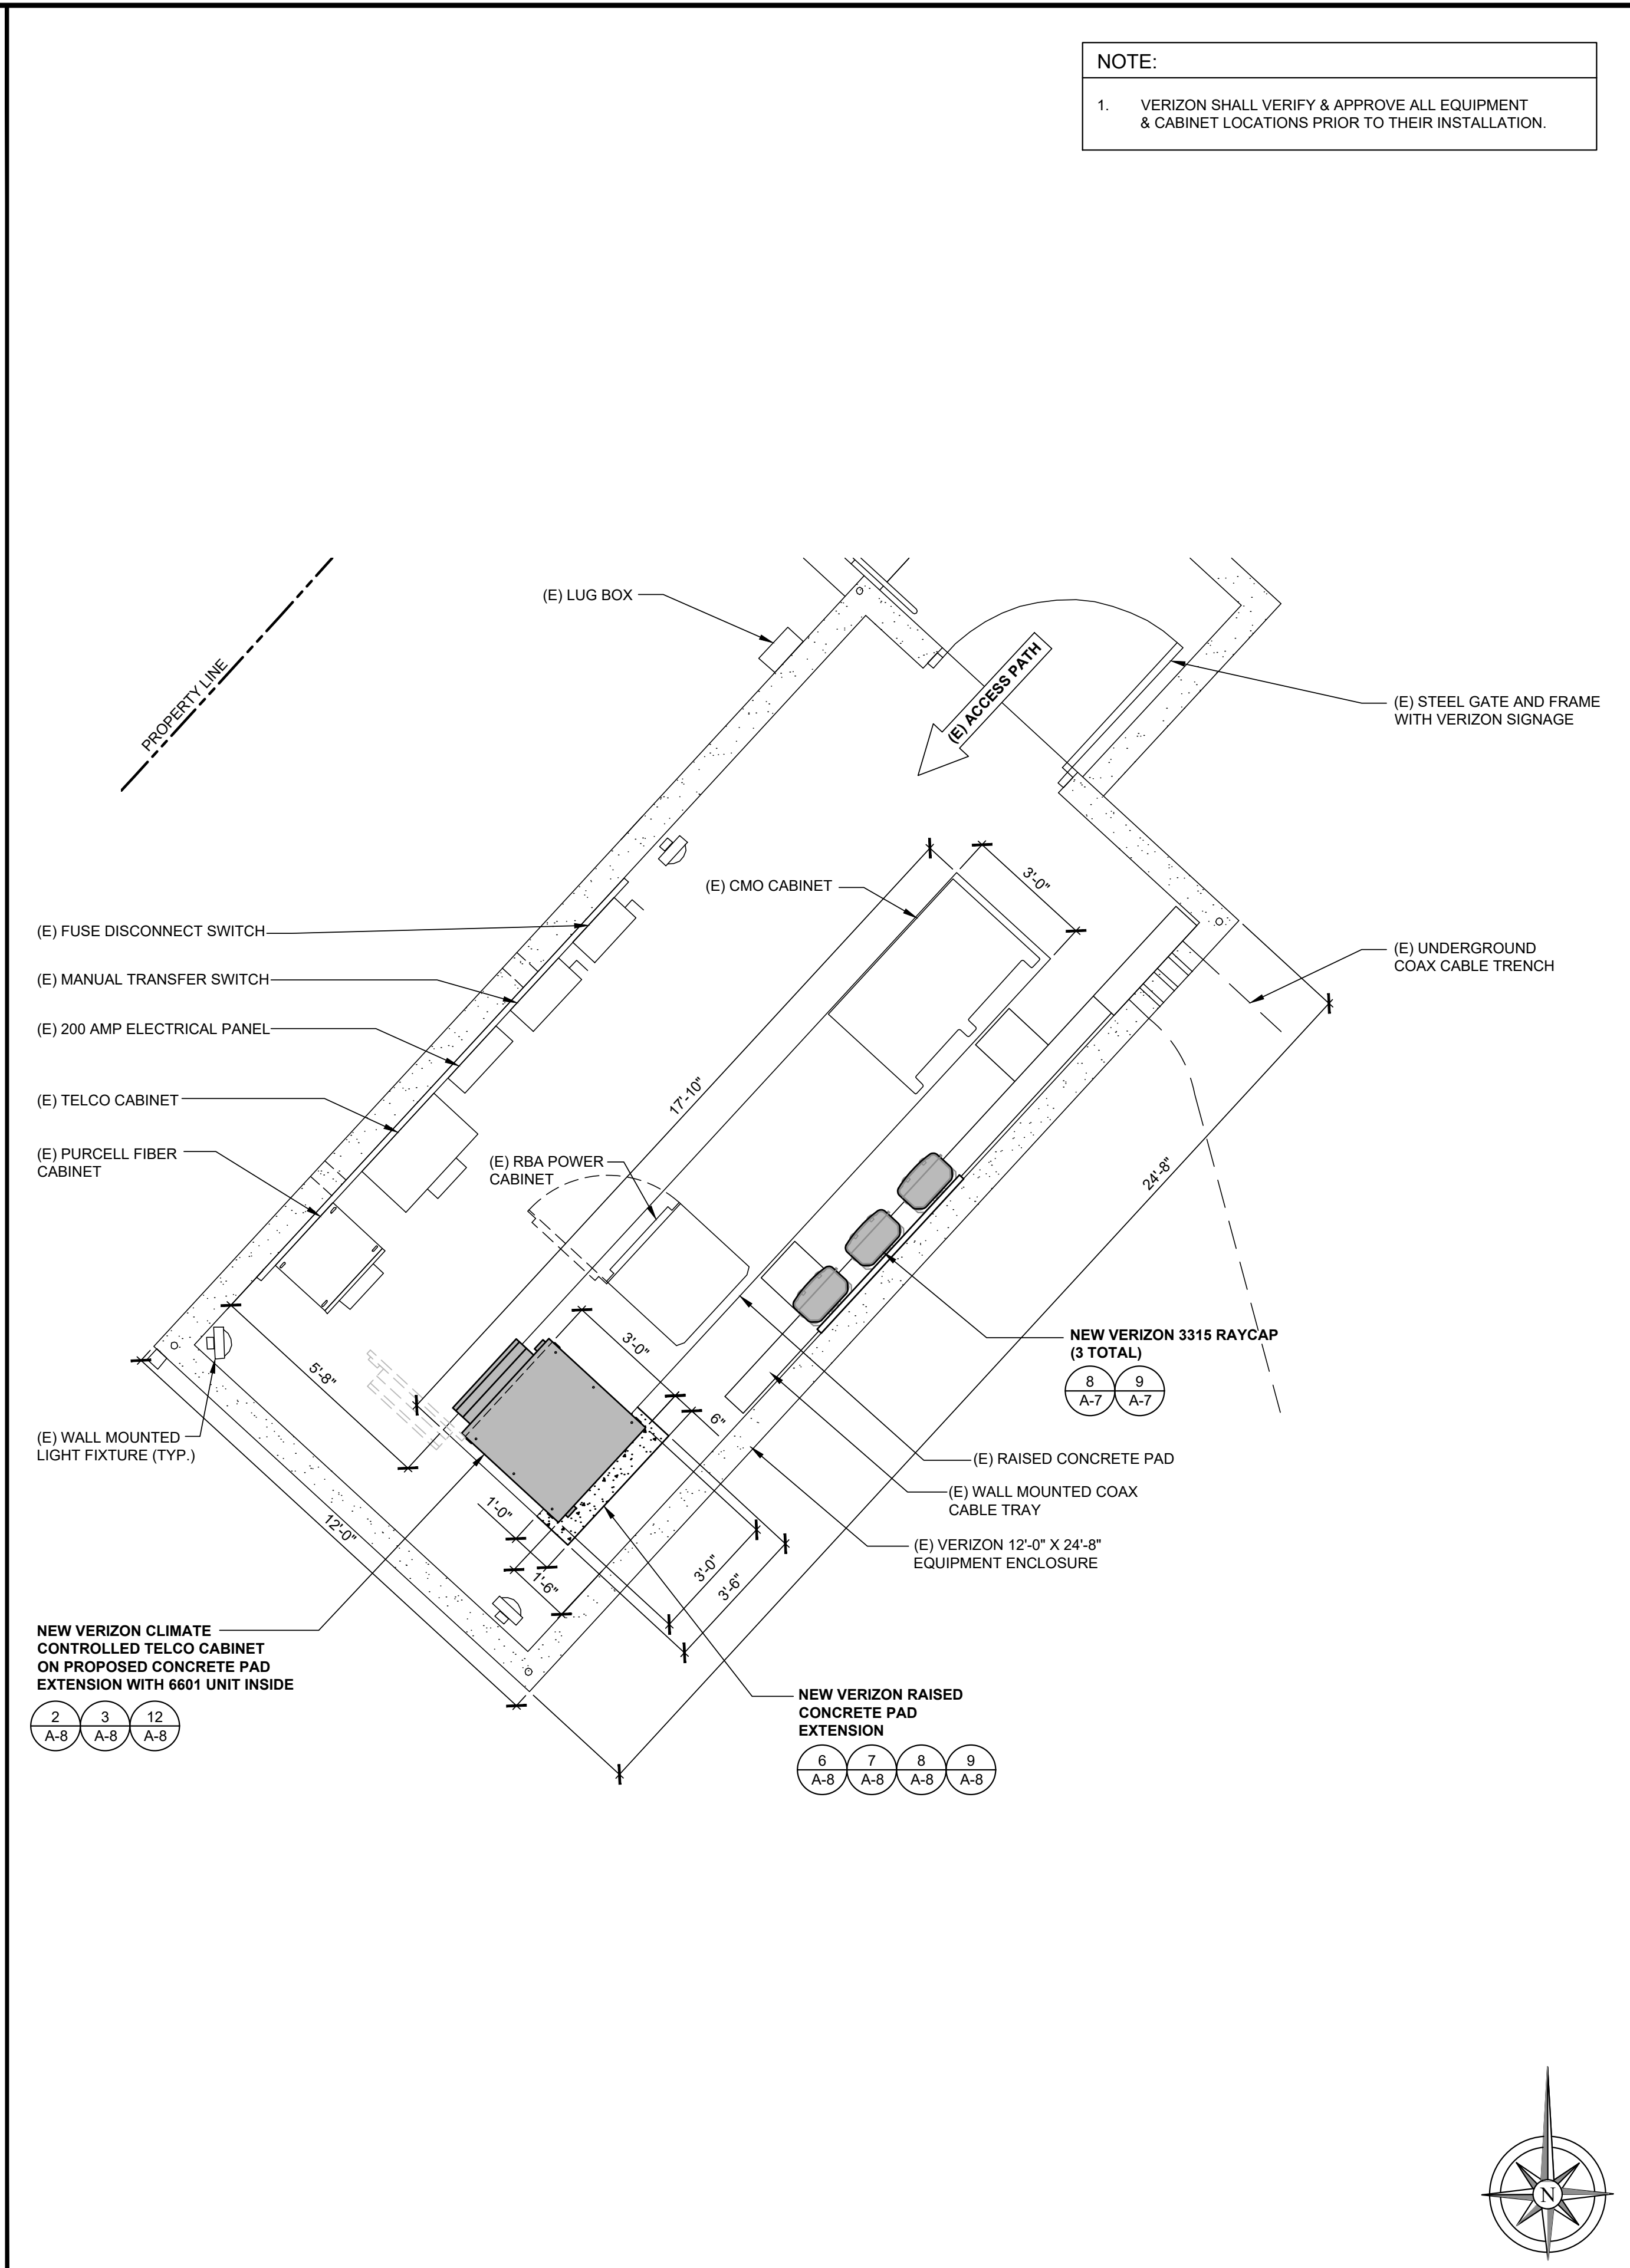 NOTE:
1. VERIZON SHALL VERIFY & APPROVE ALL EQUIPMENT
& CABINET LOCATIONS PRIOR TO THEIR INSTALLATION.
(E) LUG BOX
PROPERTY LINE
(E) ACCESS PATH
(E) STEEL GATE AND FRAME
WITH VERIZON SIGNAGE
(E) CMO CABINET
3'-0"
(E) FUSE DISCONNECT SWITCH
(E) UNDERGROUND
COAX CABLE TRENCH
(E) MANUAL TRANSFER SWITCH
(E) 200 AMP ELECTRICAL PANEL
17'-10"
(E) TELCO CABINET
(E) PURCELL FIBER
CABINET
(E) RBA POWER
CABINET
24'-8"
NEW VERIZON 3315 RAYCAP
(3 TOTAL)
8
A-7
9
A-7
3'-0"
5'-8"
6"
(E) WALL MOUNTED
LIGHT FIXTURE (TYP.)
(E) RAISED CONCRETE PAD
(E) WALL MOUNTED COAX
CABLE TRAY
1'-0"
12'-0"
(E) VERIZON 12'-0" X 24'-8"
EQUIPMENT ENCLOSURE
3'-0"
3'-6"
1'-6"
NEW VERIZON CLIMATE
CONTROLLED TELCO CABINET
ON PROPOSED CONCRETE PAD
EXTENSION WITH 6601 UNIT INSIDE
2
A-8
3
A-8
12
A-8
NEW VERIZON RAISED
CONCRETE PAD
EXTENSION
6
A-8
7
A-8
8
A-8
9
A-8
N